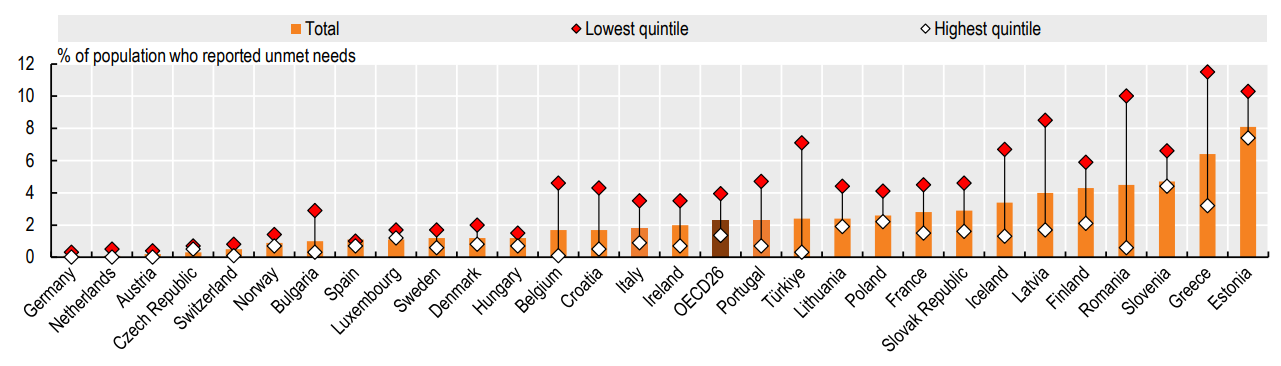 Total Lowest quintile Highest quintile
% of population who reported unmet needs
12
10
8
6
4
2
0
Germany
Netherlands
Austria
Czech Republic
Switzerland
Norway
Bulgaria
Spain
Luxembourg
Sweden
Denmark
Hungary
Belgium
Croatia
Italy
Ireland
OECD26
Portugal
Türkiye
Lithuania
Poland
France
Slovak Republic
Iceland
Latvia
Finland
Romania
Slovenia
Greece
Estonia